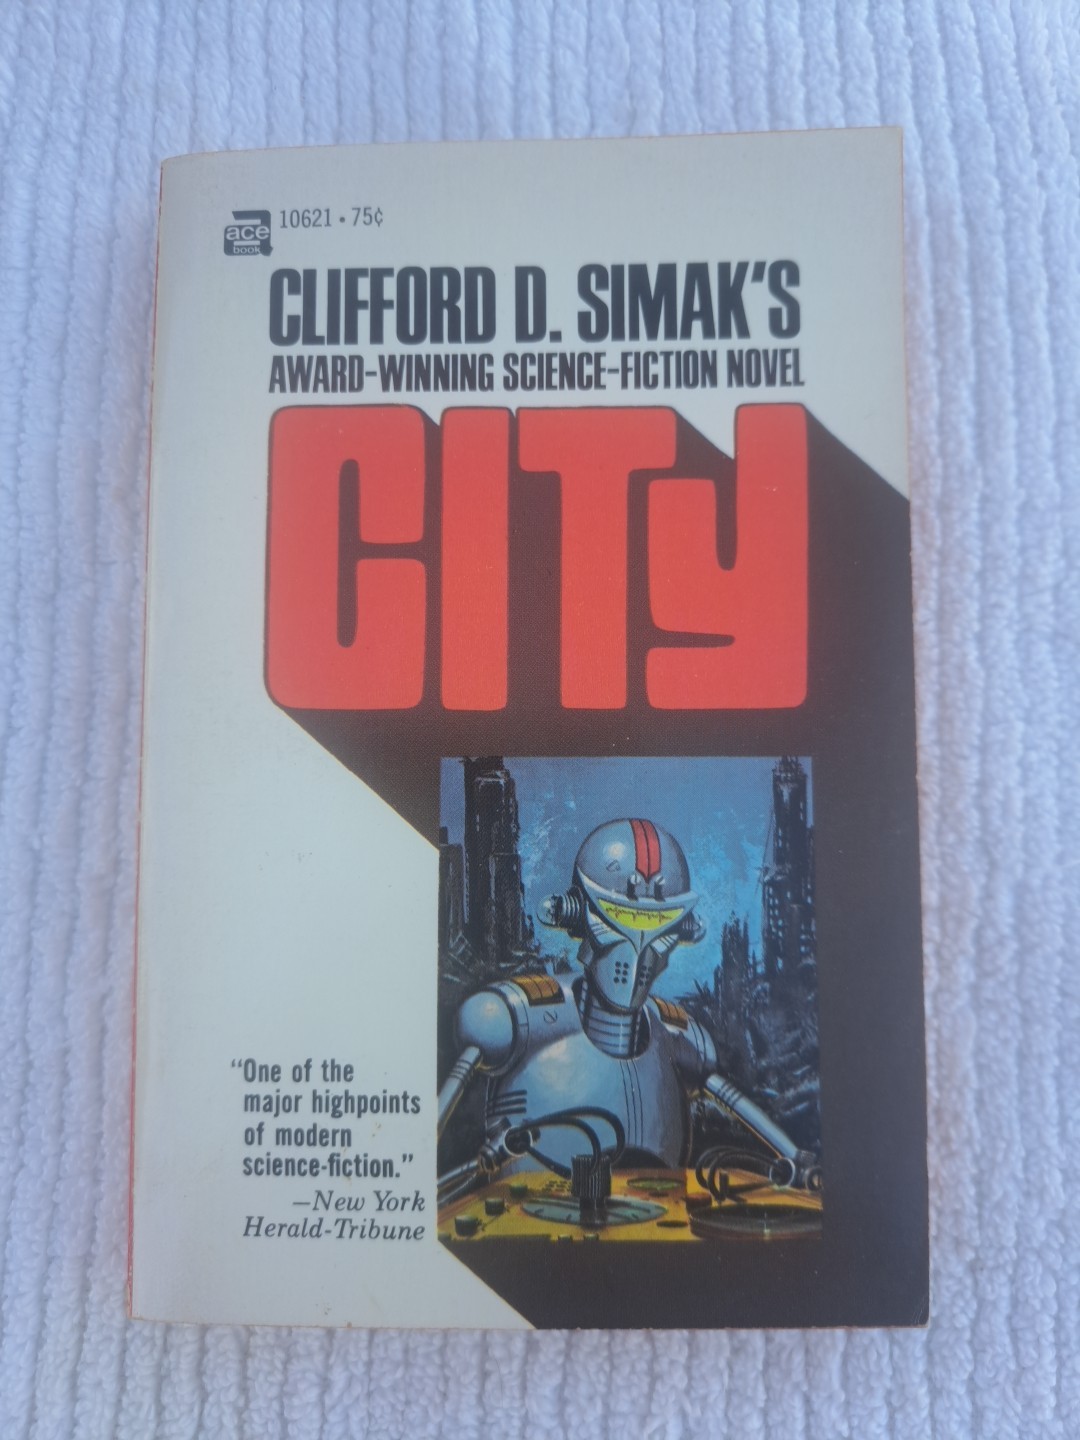 ace
book
10621 • 75¢
CLIFFORD D. SIMAK'S
AWARD-WINNING SCIENCE-FICTION NOVEL
CITY
“One of the
major highpoints
of modern
science-fiction.”
—New York
Herald-Tribune